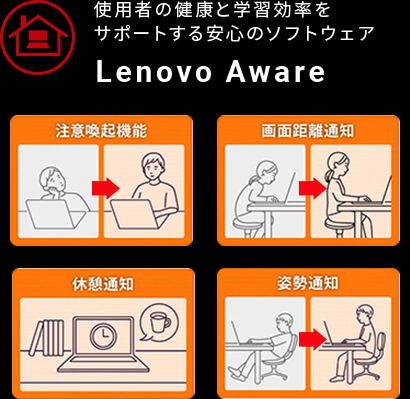 使用者の健康と学習効率を
サポートする安心のソフトウェア
Lenovo Aware
注意喚起機能
画面距離通知
休憩通知
姿勢通知